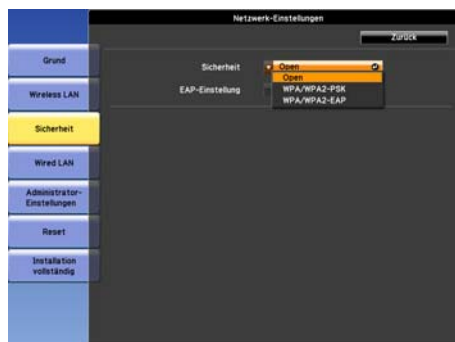 Netzwerk-Einstellungen
Zurück
Grund
Wireless LAN
Sicherheit
Wired LAN
Administrator-
Einstellungen
Reset
Installation
vollständig
Sicherheit
Open
Open
WPA/WPA2-PSK
WPA/WPA2-EAP
EAP-Einstellung